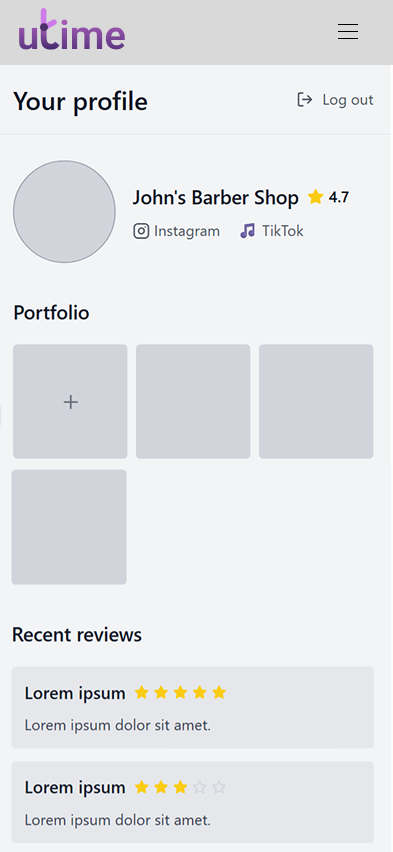 utime
Your profile
Log out
John's Barber Shop 4.7
Instagram TikTok
Portfolio
+
Recent reviews
Lorem ipsum
Lorem ipsum dolor sit amet.
Lorem ipsum
Lorem ipsum dolor sit amet.